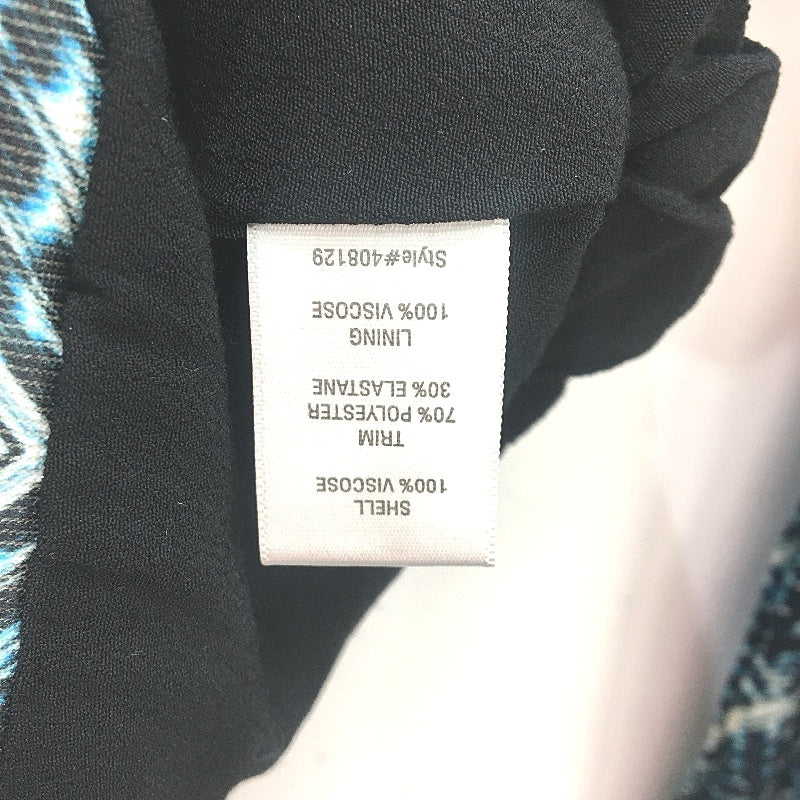 SHELL
100% VISCOSE
TRIM
70% POLYESTER
30% ELASTANE
LINING
100% VISCOSE
Style#408129